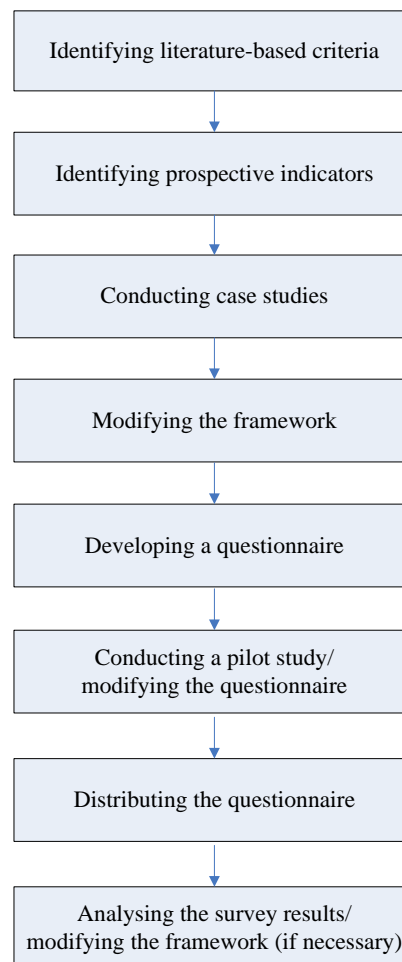 Identifying literature-based criteria
Identifying prospective indicators
Conducting case studies
Modifying the framework
Developing a questionnaire
Conducting a pilot study/
modifying the questionnaire
Distributing the questionnaire
Analysing the survey results/
modifying the framework (if necessary)